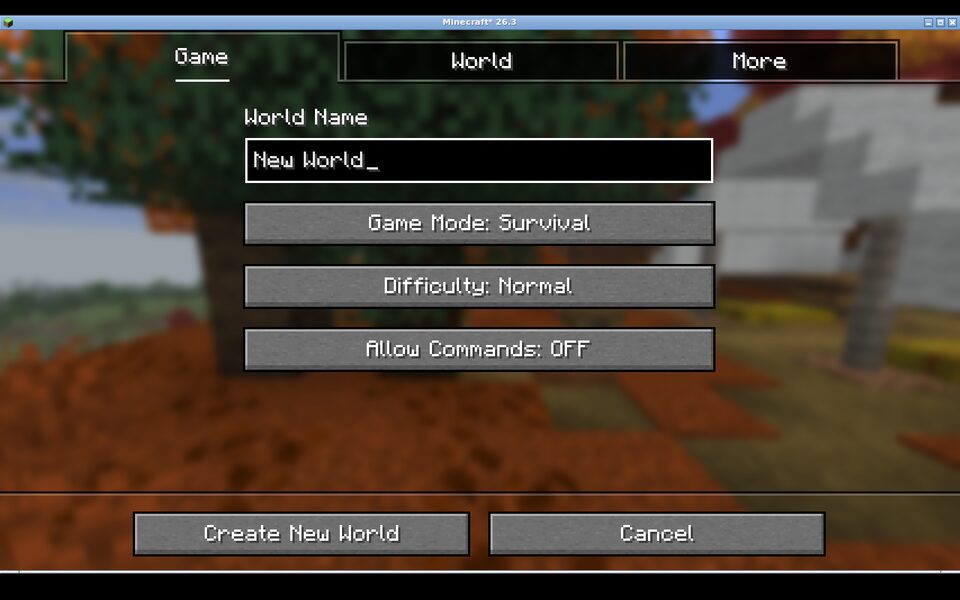 Minecraft* 26.3
Game
World
More
World Name
New World_
Game Mode: Survival
Difficulty: Normal
Allow Commands: OFF
Create New World
Cancel